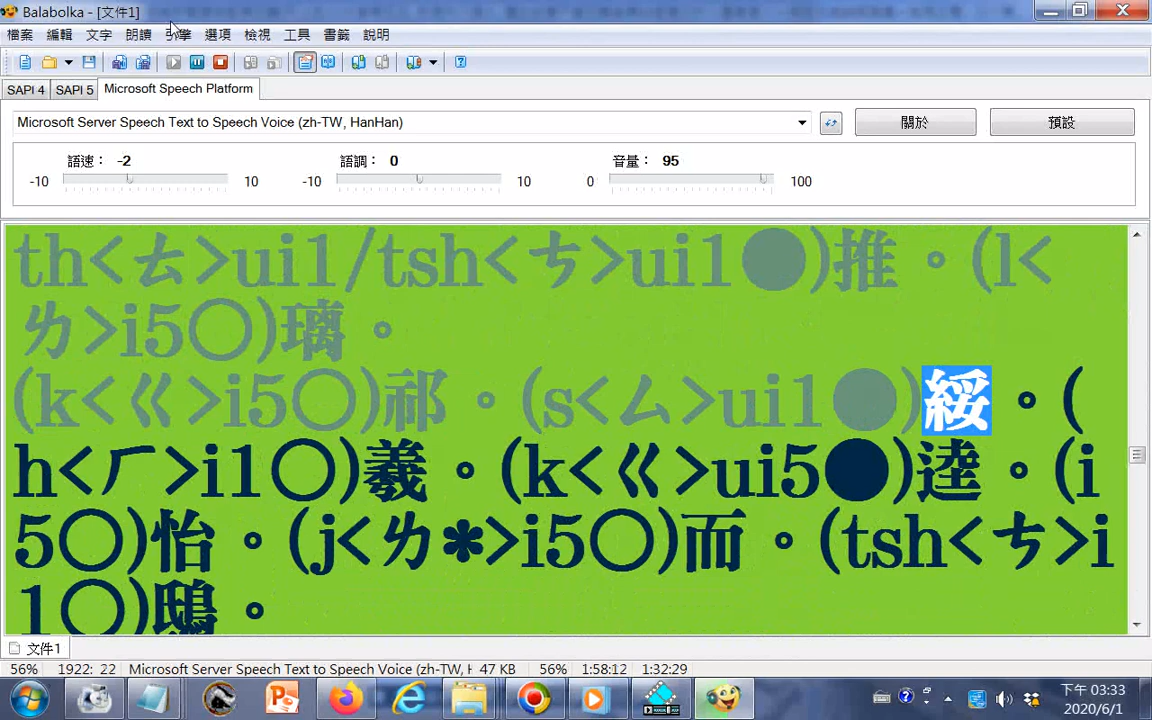 Balabolka - [文件1]
檔案 編輯 文字 朗讀 引擎 選項 檢視 工具 書籤 說明
SAPI 4 SAPI 5 Microsoft Speech Platform
Microsoft Server Speech Text to Speech Voice (zh-TW, HanHan) 關於 預設
語速： -2 語調： 0 音量： 95
-10 10 -10 10 0 100
th<ㄊ>ui1/tsh<ㄘ>ui1●)推。(l<
ㄌ>i5○)璃。
(k<ㄍ>i5○)祁。(s<ㄙ>ui1●)綏。(
h<ㄏ>i1○)羲。(k<ㄍ>ui5●)逵。(i
5○)怡。(j<ㄌ✽>i5○)而。(tsh<ㄘ>i
1○)鴟。
文件1
56% 1922: 22 Microsoft Server Speech Text to Speech Voice (zh-TW, H 47 KB 56% 1:58:12 1:32:29
下午 03:33
2020/6/1